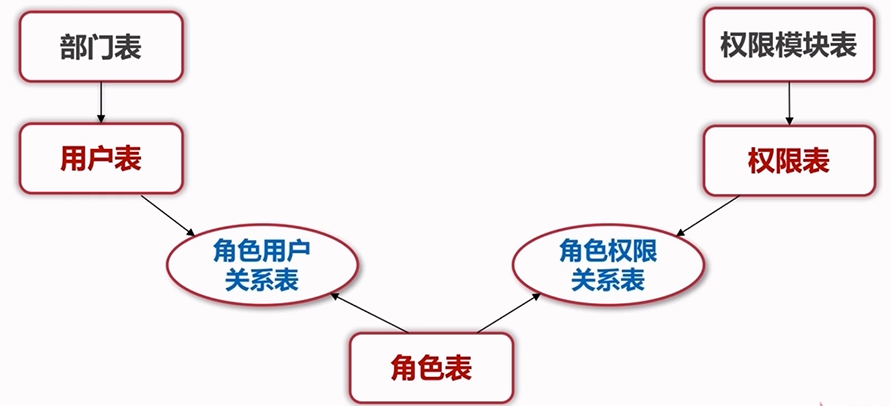 部门表
权限模块表
用户表
权限表
角色用户
关系表
角色权限
关系表
角色表